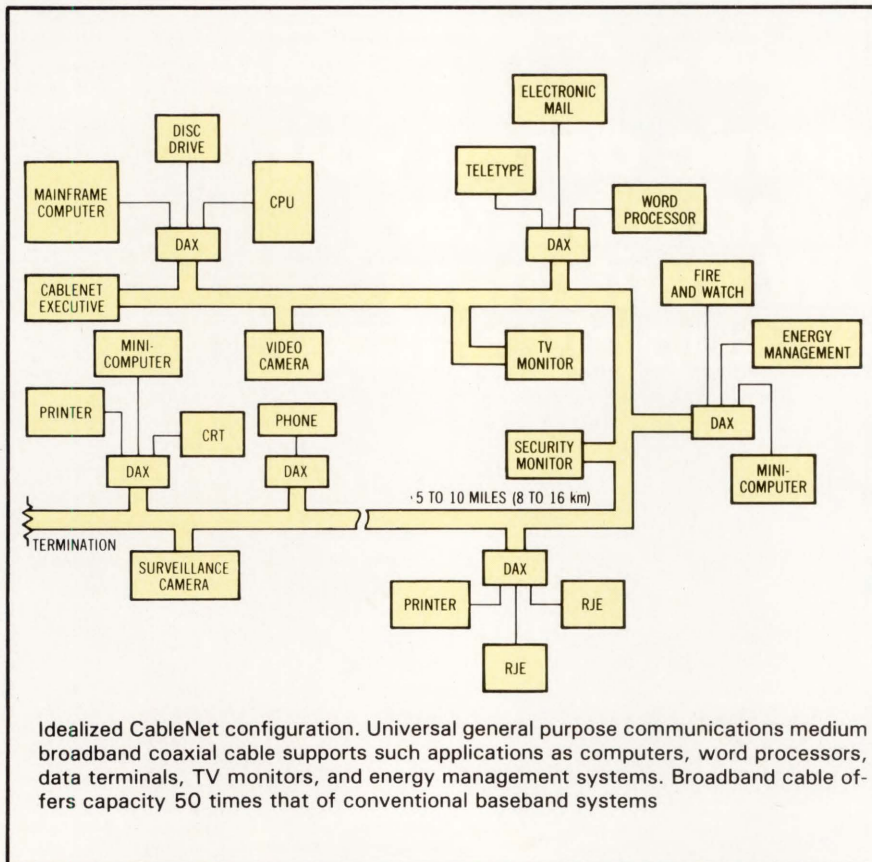 ELECTRONIC
MAIL
DISC
DRIVE
TELETYPE
MAINFRAME
COMPUTER
CPU
WORD
PROCESSOR
DAX
DAX
FIRE
AND WATCH
CABLENET
EXECUTIVE
MINI-
COMPUTER
VIDEO
CAMERA
TV
MONITOR
ENERGY
MANAGEMENT
PRINTER
PHONE
CRT
DAX
SECURITY
MONITOR
DAX
DAX
MINI-
COMPUTER
5 TO 10 MILES (8 TO 16 km)
TERMINATION
SURVEILLANCE
CAMERA
DAX
PRINTER
RJE
RJE
Idealized CableNet configuration. Universal general purpose communications medium
broadband coaxial cable supports such applications as computers, word processors,
data terminals, TV monitors, and energy management systems. Broadband cable of-
fers capacity 50 times that of conventional baseband systems